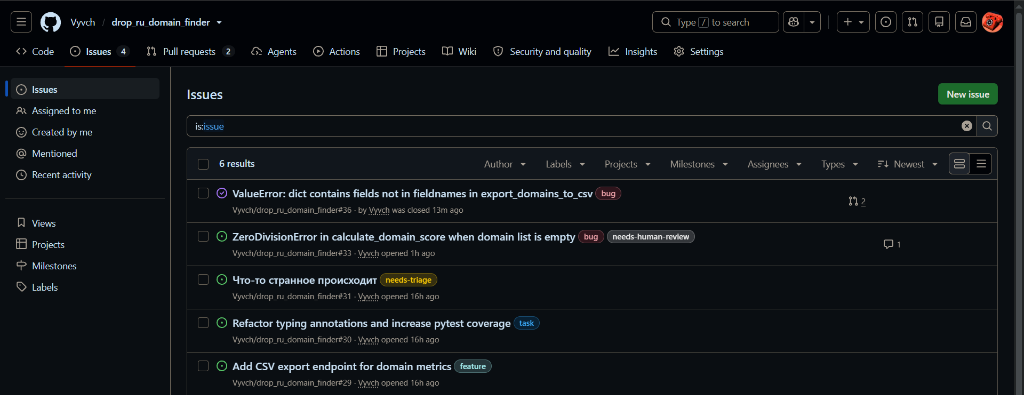 Vyvch / drop_ru_domain_finder
Type / to search
Code
Issues 4
Pull requests 2
Agents
Actions
Projects
Wiki
Security and quality
Insights
Settings
Issues
Assigned to me
Created by me
Mentioned
Recent activity
Views
Projects
Milestones
Labels
Issues
New issue
is:issue
6 results
Author
Labels
Projects
Milestones
Assignees
Types
Newest
ValueError: dict contains fields not in fieldnames in export_domains_to_csv bug
Vyvch/drop_ru_domain_finder#36 · by Vyvch was closed 13m ago
2
ZeroDivisionError in calculate_domain_score when domain list is empty bug needs-human-review
Vyvch/drop_ru_domain_finder#33 · Vyvch opened 1h ago
1
Что-то странное происходит needs-triage
Vyvch/drop_ru_domain_finder#31 · Vyvch opened 16h ago
Refactor typing annotations and increase pytest coverage task
Vyvch/drop_ru_domain_finder#30 · Vyvch opened 16h ago
Add CSV export endpoint for domain metrics feature
Vyvch/drop_ru_domain_finder#29 · Vyvch opened 16h ago